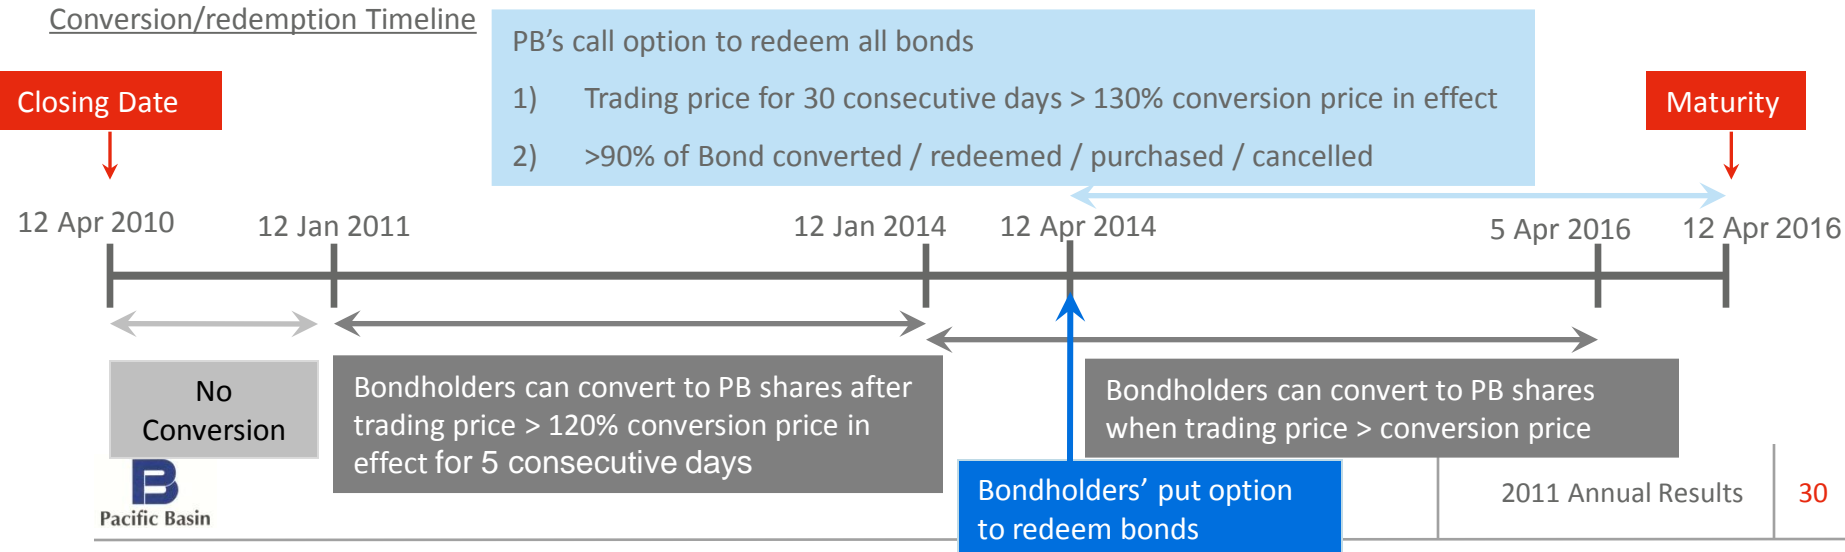 Conversion/redemption Timeline
PB's call option to redeem all bonds
1) Trading price for 30 consecutive days > 130% conversion price in effect
2) >90% of Bond converted / redeemed / purchased / cancelled
Closing Date
Maturity
12 Apr 2010
12 Jan 2011
12 Jan 2014
12 Apr 2014
5 Apr 2016
12 Apr 2016
No
Conversion
Bondholders can convert to PB shares after
trading price > 120% conversion price in
effect for 5 consecutive days
Bondholders can convert to PB shares
when trading price > conversion price
Bondholders’ put option
to redeem bonds
Pacific Basin
2011 Annual Results
30